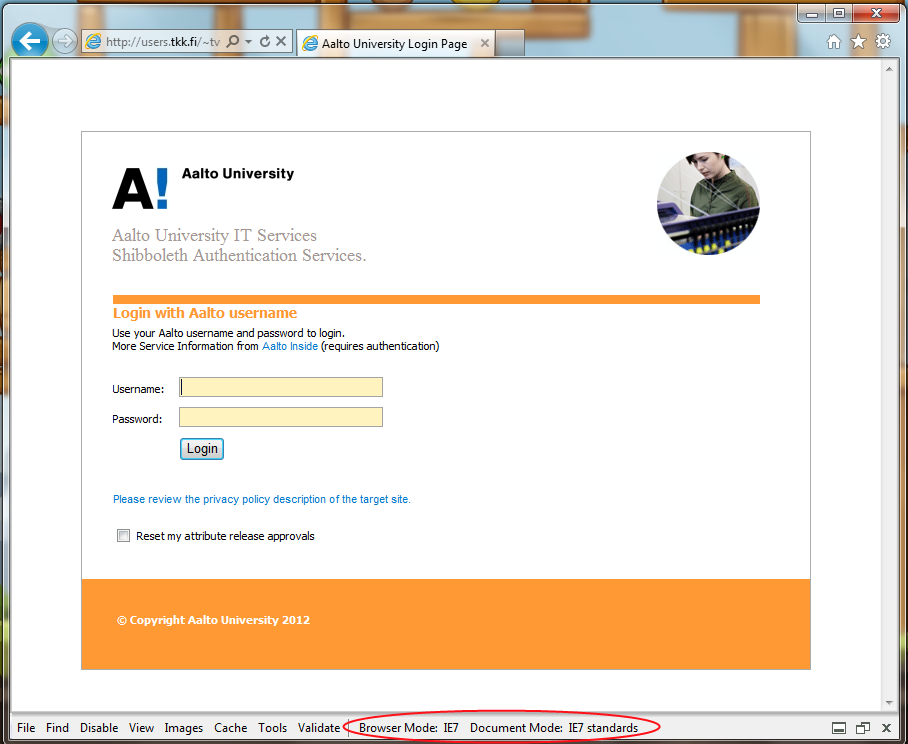 http://users.tkk.fi/~tv
Aalto University Login Page
A! Aalto University
Aalto University IT Services
Shibboleth Authentication Services.
Login with Aalto username
Use your Aalto username and password to login.
More Service Information from Aalto Inside (requires authentication)
Username:
Password:
Login
Please review the privacy policy description of the target site.
Reset my attribute release approvals
© Copyright Aalto University 2012
File Find Disable View Images Cache Tools Validate Browser Mode: IE7 Document Mode: IE7 standards